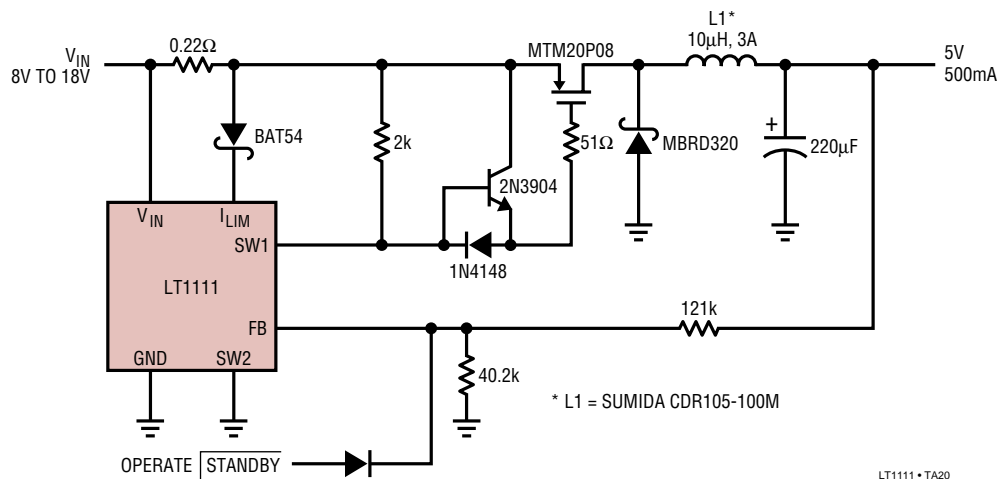 L1*
10µH, 3A
MTM20P08
V_IN
8V TO 18V
0.22Ω
5V
500mA
BAT54
2k
51Ω
MBRD320
+
220µF
2N3904
V_IN
I_LIM
SW1
1N4148
LT1111
121k
FB
GND
SW2
40.2k
* L1 = SUMIDA CDR105-100M
OPERATE STANDBY
LT1111 • TA20